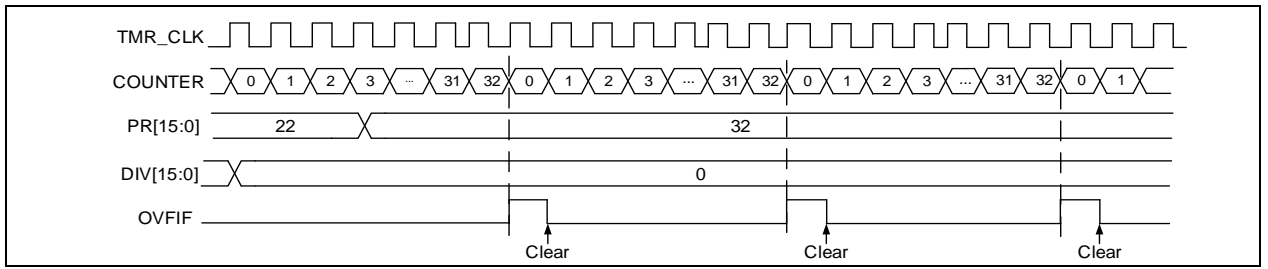 TMR_CLK
COUNTER 0 1 2 3 ... 31 32 0 1 2 3 ... 31 32 0 1 2 3 ... 31 32 0 1
PR[15:0] 22 32
DIV[15:0] 0
OVFIF
Clear Clear Clear